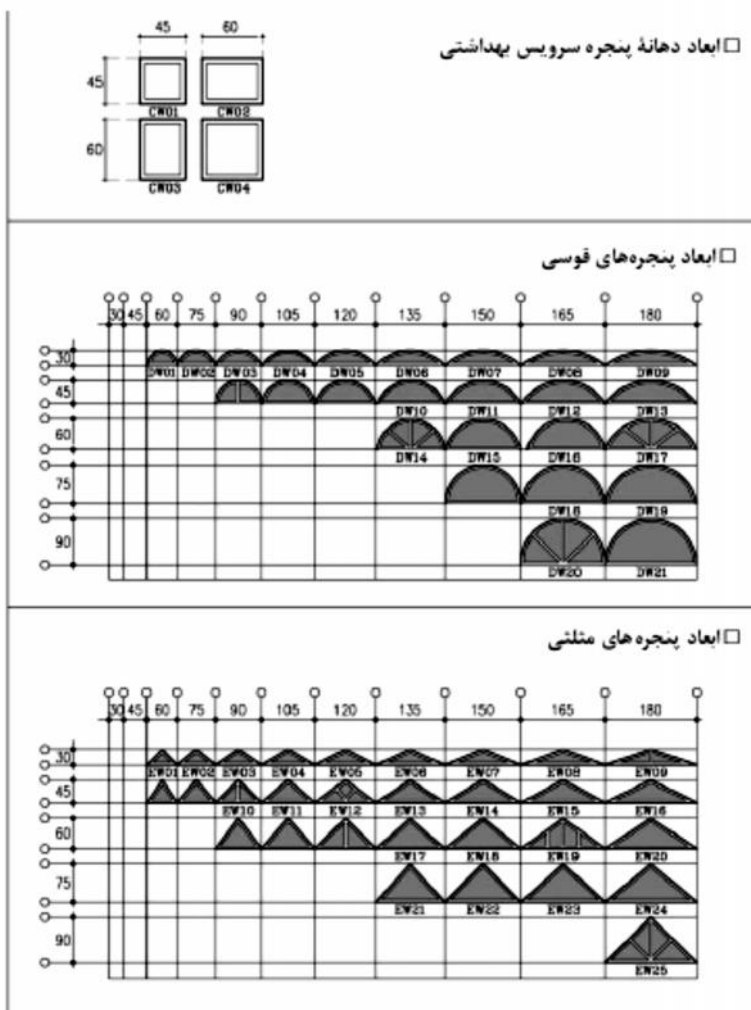 □ ابعاد دهانهٔ پنجره سرویس بهداشتی
45 60
45
CW01 CW02
60
CW03 CW04
□ ابعاد پنجره‌های قوسی
30 45 60 75 90 105 120 135 150 165 180
30
DW01 DW02 DW03 DW04 DW05 DW06 DW07 DW08 DW09
45
DW10 DW11 DW12 DW13
60
DW14 DW15 DW16 DW17
75
DW18 DW19
90
DW20 DW21
□ ابعاد پنجره‌های مثلثی
30 45 60 75 90 105 120 135 150 165 180
30
EW01 EW02 EW03 EW04 EW05 EW06 EW07 EW08 EW09
45
EW10 EW11 EW12 EW13 EW14 EW15 EW16
60
EW17 EW18 EW19 EW20
75
EW21 EW22 EW23 EW24
90
EW25